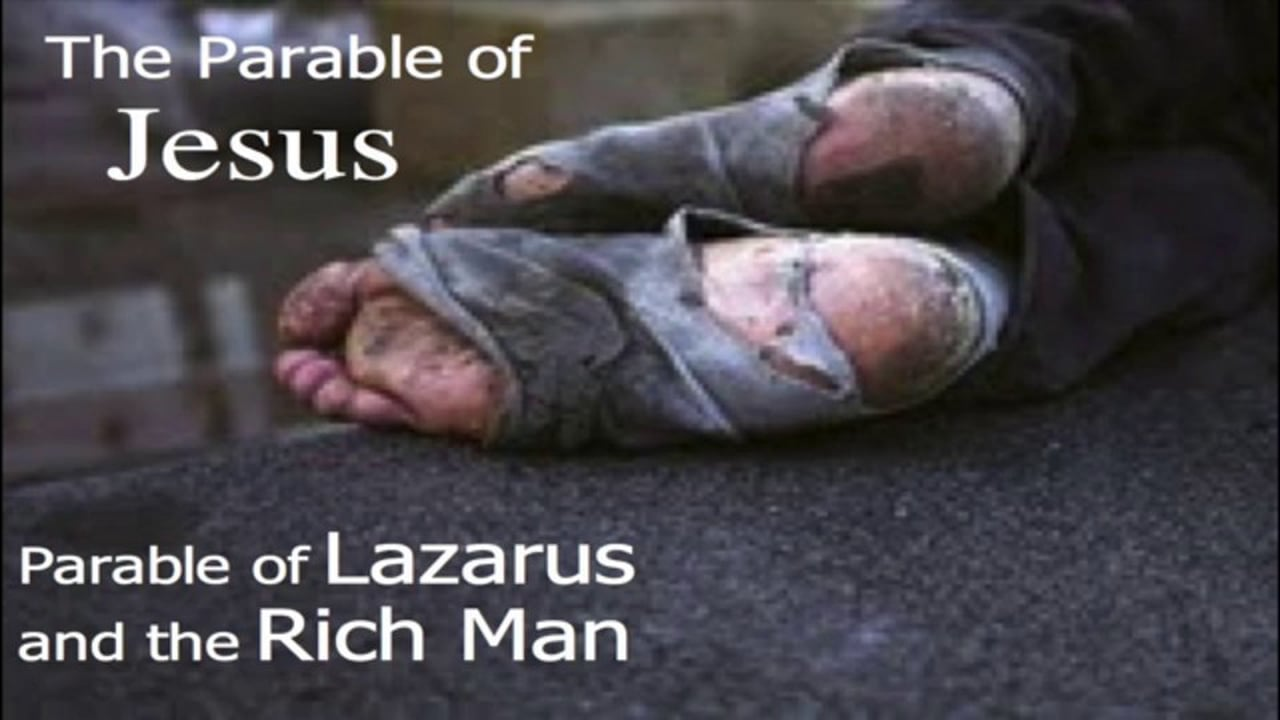 The Parable of
Jesus
Parable of Lazarus
and the Rich Man